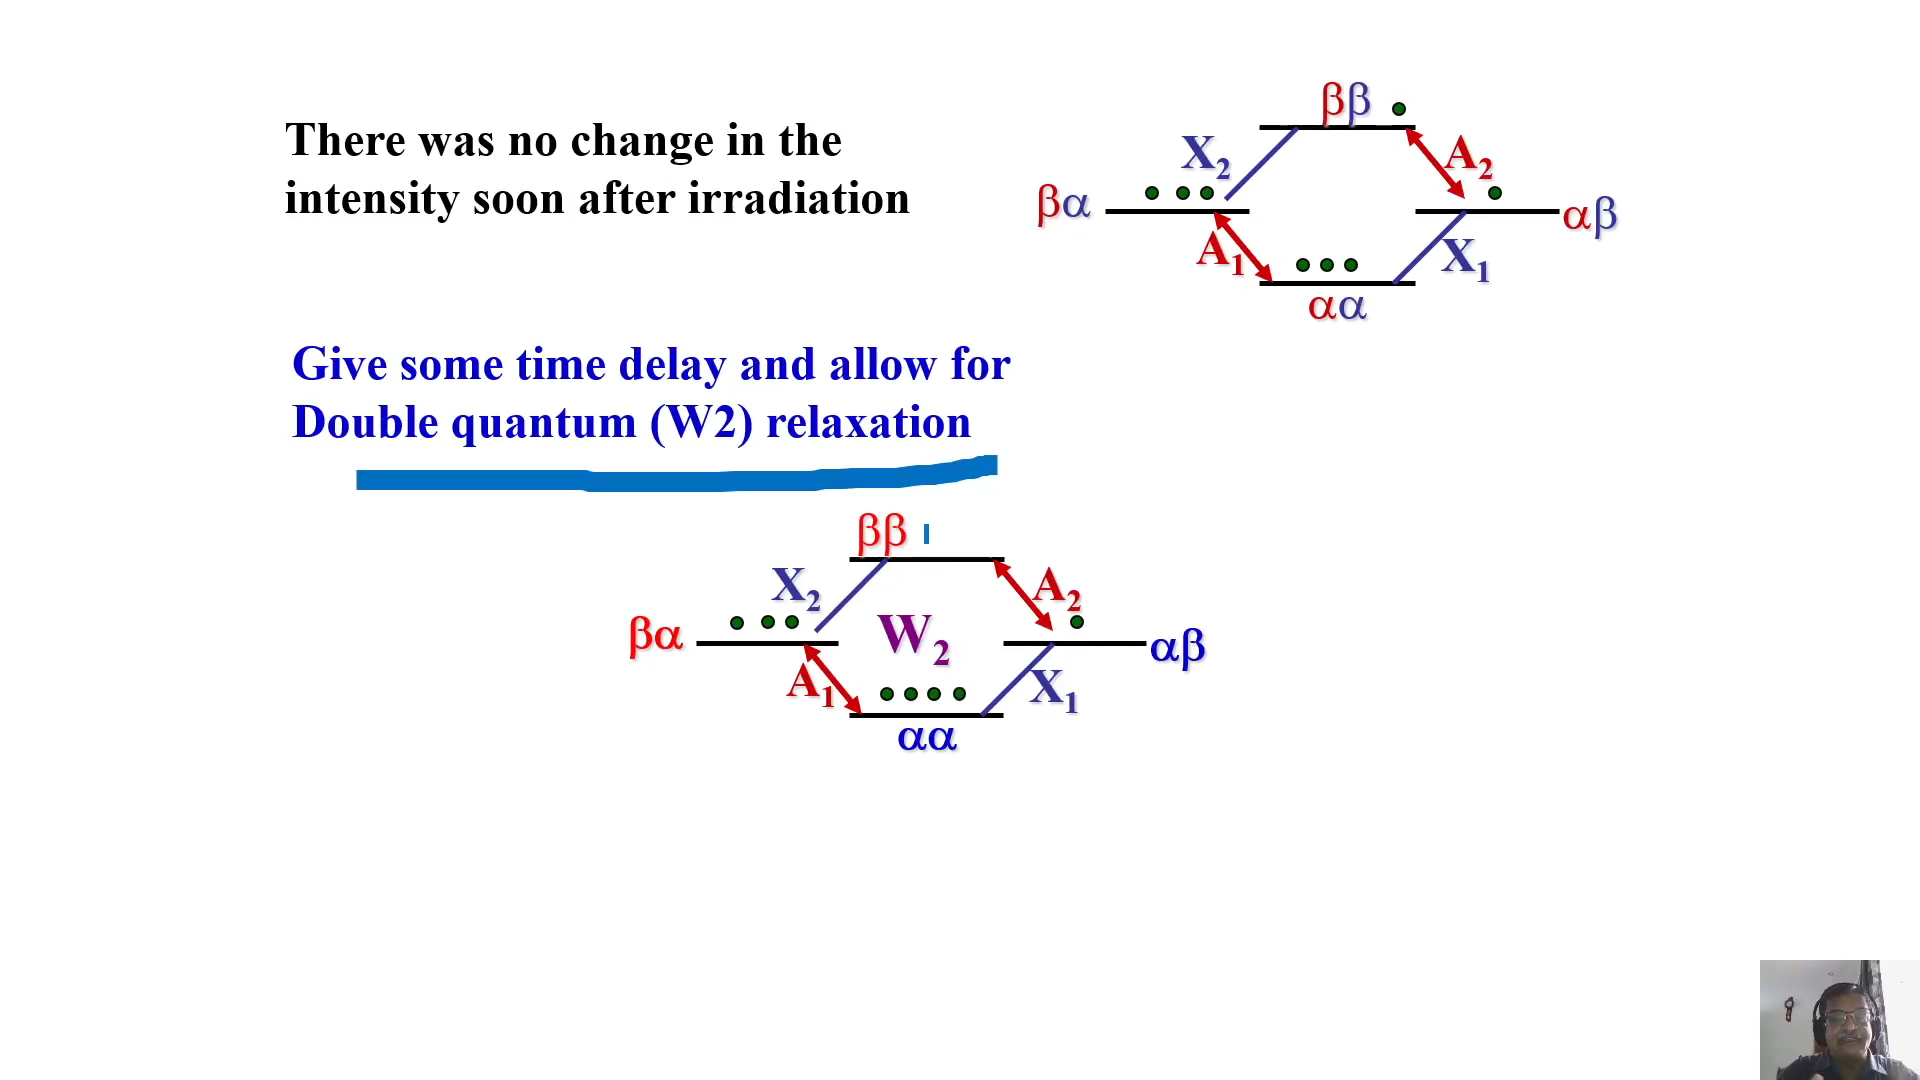 There was no change in the
intensity soon after irradiation
ββ
X2
A2
βα
αβ
A1
X1
αα
Give some time delay and allow for
Double quantum (W2) relaxation
ββ
X2
A2
βα
W2
αβ
A1
X1
αα